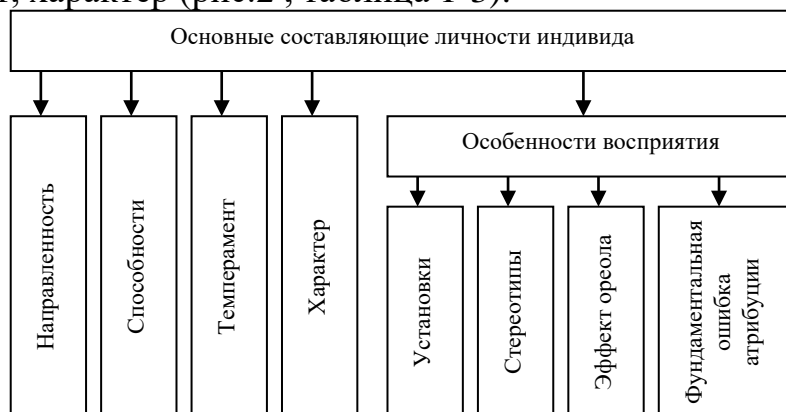 характер (рис.2 , таблица 1-3).
Основные составляющие личности индивида
Особенности восприятия
Направленность
Способности
Темперамент
Характер
Установки
Стереотипы
Эффект ореола
Фундаментальная
ошибка
атрибуции